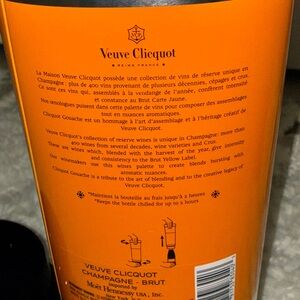 Veuve Clicquot
REIMS FRANCE
La Maison Veuve Clicquot possède une collection de vins de réserve unique en
Champagne : plus de 400 vins provenant de plusieurs décennies, cépages et crus.
Ce sont ces vins qui, assemblés à la vendange de l'année, confèrent intensité
et constance au Brut Carte Jaune.
Nos oenologues puisent dans cette palette de vins pour composer des assemblages
tout en nuances aromatiques.
Clicquot Gouache est un hommage à l'art d'assemblage et à l'héritage créatif de
Veuve Clicquot.
Veuve Clicquot's collection of reserve wines is unique in Champagne: more than
400 wines from several decades, wine varieties and Crus.
These are wines which, blended with the harvest of the year, give intensity
and consistency to the Brut Yellow Label.
Our winemakers use this wines palette to create blends bursting with
aromatic nuances.
Clicquot Gouache is a tribute to the art of blending and to the creative legacy of
Veuve Clicquot.
*Maintient la bouteille au frais jusqu'à 2 heures
*Keeps the bottle chilled for up to 2 hours
VEUVE CLICQUOT
CHAMPAGNE - BRUT
Imported by
Moët Hennessy USA, Inc.